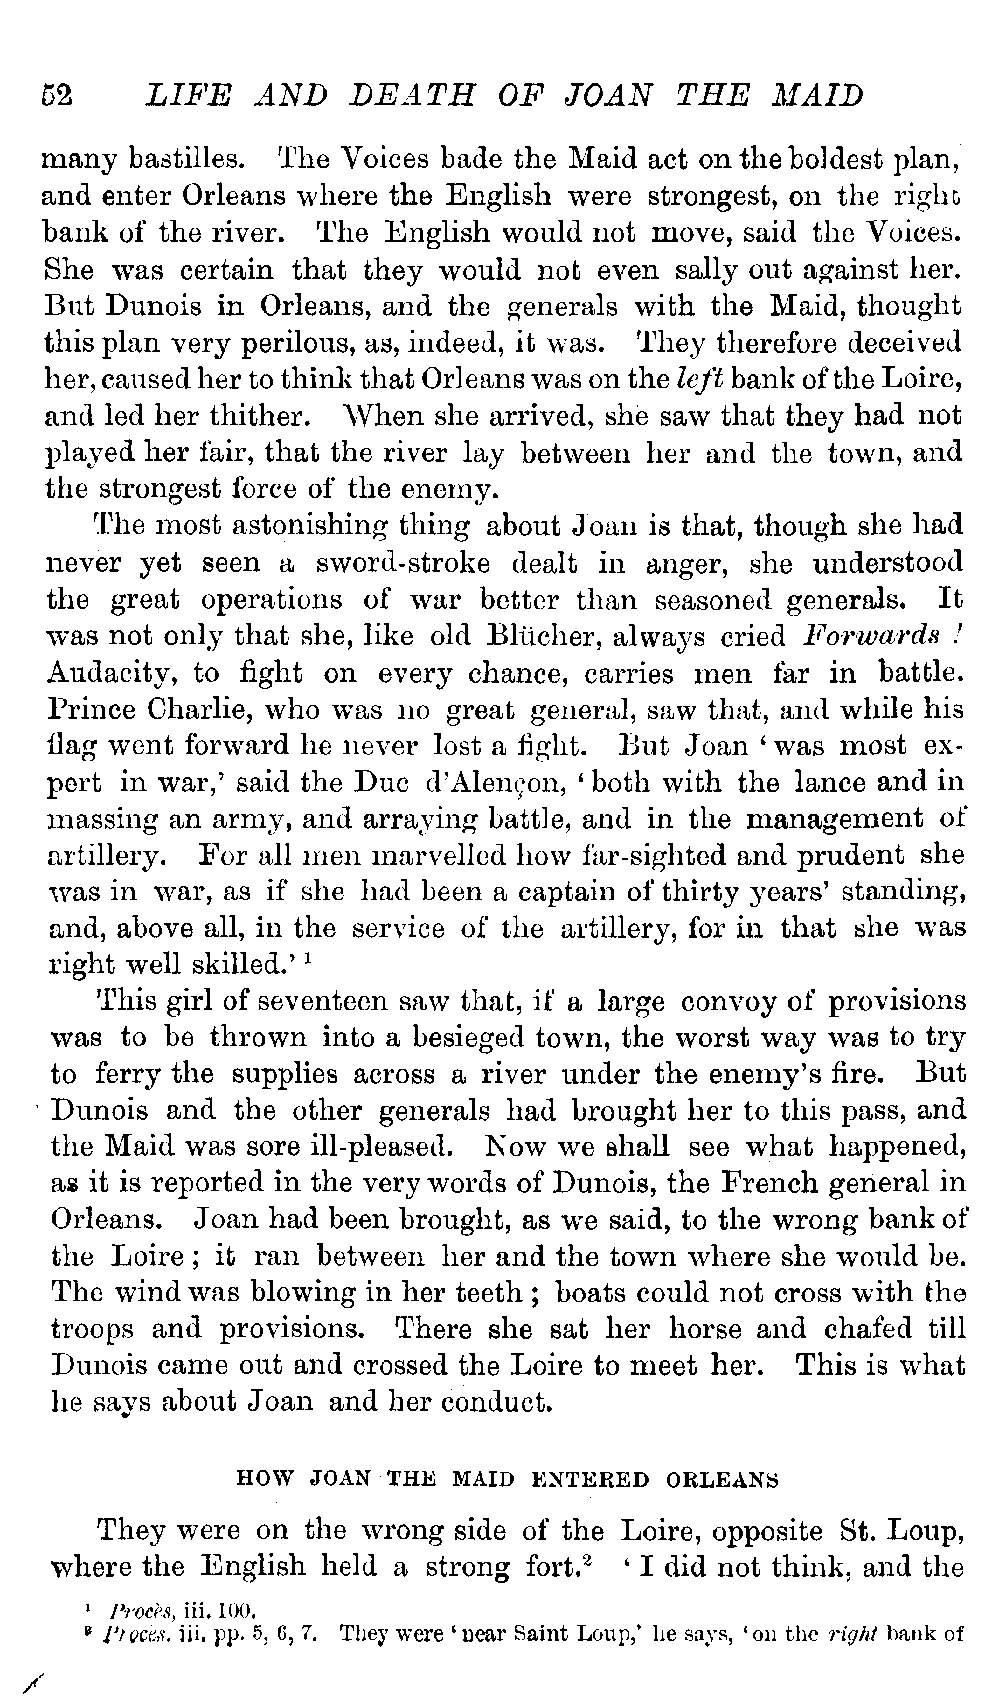 52 LIFE AND DEATH OF JOAN THE MAID
many bastilles. The Voices bade the Maid act on the boldest plan,
and enter Orleans where the English were strongest, on the right
bank of the river. The English would not move, said the Voices.
She was certain that they would not even sally out against her.
But Dunois in Orleans, and the generals with the Maid, thought
this plan very perilous, as, indeed, it was. They therefore deceived
her, caused her to think that Orleans was on the left bank of the Loire,
and led her thither. When she arrived, she saw that they had not
played her fair, that the river lay between her and the town, and
the strongest force of the enemy.
The most astonishing thing about Joan is that, though she had
never yet seen a sword-stroke dealt in anger, she understood
the great operations of war better than seasoned generals. It
was not only that she, like old Blücher, always cried Forwards !
Audacity, to fight on every chance, carries men far in battle.
Prince Charlie, who was no great general, saw that, and while his
flag went forward he never lost a fight. But Joan ‘ was most ex-
pert in war,’ said the Duc d’Alençon, ‘ both with the lance and in
massing an army, and arraying battle, and in the management of
artillery. For all men marvelled how far-sighted and prudent she
was in war, as if she had been a captain of thirty years’ standing,
and, above all, in the service of the artillery, for in that she was
right well skilled.’ ¹
This girl of seventeen saw that, if a large convoy of provisions
was to be thrown into a besieged town, the worst way was to try
to ferry the supplies across a river under the enemy’s fire. But
Dunois and the other generals had brought her to this pass, and
the Maid was sore ill-pleased. Now we shall see what happened,
as it is reported in the very words of Dunois, the French general in
Orleans. Joan had been brought, as we said, to the wrong bank of
the Loire ; it ran between her and the town where she would be.
The wind was blowing in her teeth ; boats could not cross with the
troops and provisions. There she sat her horse and chafed till
Dunois came out and crossed the Loire to meet her. This is what
he says about Joan and her conduct.
HOW JOAN THE MAID ENTERED ORLEANS
They were on the wrong side of the Loire, opposite St. Loup,
where the English held a strong fort.² ‘ I did not think, and the
¹ Procès, iii. 100.
² Procès. iii. pp. 5, 6, 7. They were ‘ near Saint Loup,’ he says, ‘ on the right bank of